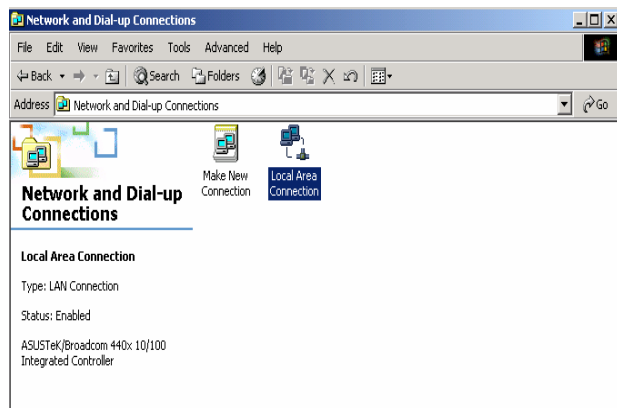 Network and Dial-up Connections
File Edit View Favorites Tools Advanced Help
Back Search Folders
Address Network and Dial-up Connections Go
Make New
Connection
Local Area
Connection
Network and Dial-up
Connections
Local Area Connection
Type: LAN Connection
Status: Enabled
ASUSTeK/Broadcom 440x 10/100
Integrated Controller